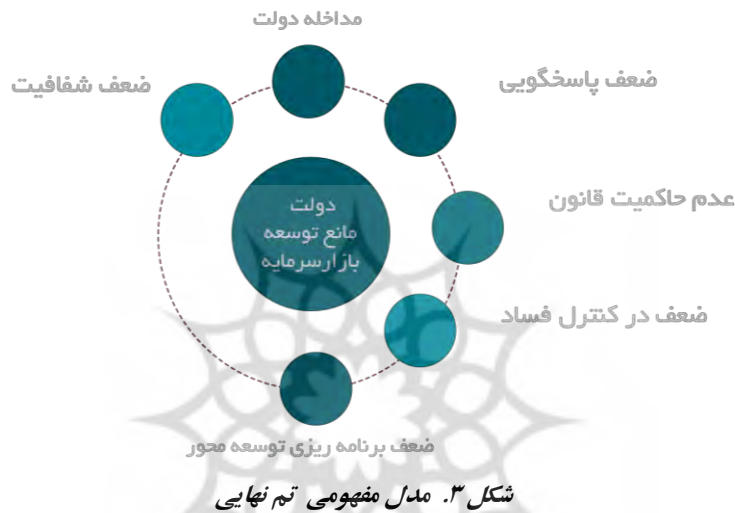 مداخله دولت
ضعف پاسخگویی
ضعف شفافیت
عدم حاکمیت قانون
دولت
مانع توسعه
بازارسرمایه
ضعف در کنترل فساد
ضعف برنامه ریزی توسعه محور
شکل ۳. مدل مفهومی تم نهایی